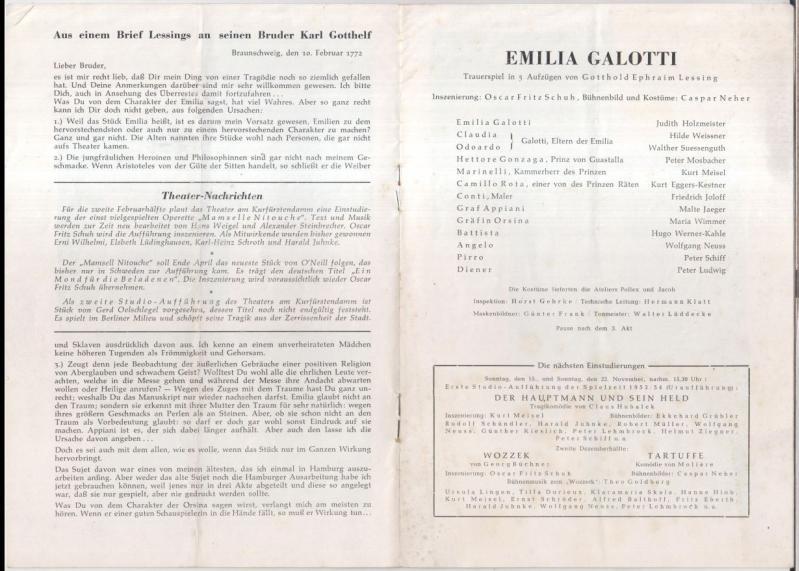 Aus einem Brief Lessings an seinen Bruder Karl Gotthelf
Braunschweig, den 10. Februar 1772
Lieber Bruder,
es ist mir recht lieb, daß Dir mein Ding von einer Tragödie noch so ziemlich gefallen
hat. Und Deine Anmerkungen darüber sind mir sehr willkommen gewesen. Ich bitte
Dich, auch in Ansehung des Überrestes damit fortzufahren...
Was Du von dem Charakter der Emilia sagst, hat viel Wahres. Aber so ganz recht
kann ich Dir doch nicht geben, aus folgenden Ursachen:
1.) Weil das Stück Emilia heißt, ist es darum mein Vorsatz gewesen, Emilien zu dem
hervorstechendsten oder auch nur zu einem hervorstechenden Charakter zu machen?
Ganz und gar nicht. Die Alten nannten ihre Stücke wohl nach Personen, die gar nicht
aufs Theater kamen.
2.) Die jungfräulichen Heroinen und Philosophinnen sind gar nicht nach meinem Ge-
schmacke. Wenn Aristoteles von der Güte der Sitten handelt, so schließt er die Weiber
Theater-Nachrichten
Für die zweite Februarhälfte plant das Theater am Kurfürstendamm eine Einstudie-
rung der einst vielgespielten Operette „Mamselle Nitouche". Text und Musik
werden zur Zeit neu bearbeitet von Hans Weigel und Alexander Steinbrecher. Oscar
Fritz Schuh wird die Aufführung inszenieren. Als Mitwirkende wurden bisher gewonnen
Erni Wilhelmi, Elsbeth Lüdinghausen, Karl-Heinz Schroth und Harald Juhnke.
*
Der „Mamsell Nitouche" soll Ende April das neueste Stück von O'Neill folgen, das
bisher nur in Schweden zur Aufführung kam. Es trägt den deutschen Titel „Ein
Mond für die Beladenen". Die Inszenierung wird voraussichtlich wieder Oscar
Fritz Schuh übernehmen.
*
Als zweite Studio-Aufführung des Theaters am Kurfürstendamm ist
Stück von Gerd Oelschlegel vorgesehen, dessen Titel noch nicht endgültig feststeht.
Es spielt im Berliner Milieu und schöpft seine Tragik aus der Zerrissenheit der Stadt.
und Sklaven ausdrücklich davon aus. Ich kenne an einem unverheirateten Mädchen
keine höheren Tugenden als Frömmigkeit und Gehorsam.
3.) Zeugt denn jede Beobachtung der äußerlichen Gebräuche einer positiven Religion
von Aberglauben und schwachem Geist? Wolltest Du wohl alle die ehrlichen Leute ver-
achten, welche in die Messe gehen und während der Messe ihre Andacht abwarten
wollen oder Heilige anrufen? — Wegen des Zuges mit dem Traume hast Du ganz un-
recht; weshalb Du das Manuskript nur wieder nachsehen darfst. Emilia glaubt nicht an
den Traum; sondern sie erkennt mit ihrer Mutter den Traum für sehr natürlich: wegen
ihres größern Geschmacks an Perlen als an Steinen. Aber, ob sie schon nicht an den
Traum als Vorbedeutung glaubt: so darf er doch gar wohl sonst Eindruck auf sie
machen. Appiani ist es, der sich dabei länger aufhält. Aber auch den lasse ich die
Ursache davon angeben...
Doch es sei auch mit dem allen, wie es wolle, wenn das Stück nur im Ganzen Wirkung
hervorbringt.
Das Sujet davon war eines von meinen ältesten, das ich einmal in Hamburg auszu-
arbeiten anfing. Aber weder das alte Sujet noch die Hamburger Ausarbeitung habe ich
jetzt gebrauchen können, weil jenes nur in drei Akte abgeteilt und diese so angelegt
war, daß sie nur gespielt, aber nie gedruckt werden sollte.
Was Du von dem Charakter der Orsina sagen wirst, verlangt mich am meisten zu
hören. Wenn er einer guten Schauspielerin in die Hände fällt, so muß er Wirkung tun...
EMILIA GALOTTI
Trauerspiel in 5 Aufzügen von Gotthold Ephraim Lessing
Inszenierung: Oscar Fritz Schuh, Bühnenbild und Kostüme: Caspar Neher
Emilia Galotti Judith Holzmeister
Claudia Hilde Weissner
Galotti, Eltern der Emilia
Odoardo Walther Suessenguth
Hettore Gonzaga, Prinz von Guastalla Peter Mosbacher
Marinelli, Kammerherr des Prinzen Kurt Meisel
Camillo Rota, einer von des Prinzen Räten Kurt Eggers-Kestner
Conti, Maler Friedrich Joloff
Graf Appiani Malte Jaeger
Gräfin Orsina Maria Wimmer
Battista Hugo Werner-Kahle
Angelo Wolfgang Neuss
Pirro Peter Schiff
Diener Peter Ludwig
Die Kostüme lieferten die Ateliers Pollex und Jacob
Inspektion: Horst Gehrke / Technische Leitung: Hermann Klatt
Maskenbildner: Günter Frank / Tonmeister: Walter Lüddecke
Pause nach dem 3. Akt
Die nächsten Einstudierungen
Sonntag, den 15., und Sonntag, den 22. November, nachm. 15,30 Uhr:
Erste Studio-Aufführung der Spielzeit 1953/54 (Uraufführung):
DER HAUPTMANN UND SEIN HELD
Tragikomödie von Claus Hubalek
Inszenierung: Kurt Meisel Bühnenbilder: Ekkehard Grübler
Rudolf Schündler, Harald Juhnke, Robert Müller, Wolfgang
Neuss, Günther Kieslich, Peter Lehmbrock, Helmut Ziegner,
Peter Schiff u. a.
Zweite Dezemberhälfte:
WOZZEK TARTUFFE
von Georg Büchner Komödie von Molière
Inszenierung: Oscar Fritz Schuh Bühnenbilder: Caspar Neher
Bühnenmusik zum „Wozzek": Theo Goldberg
Ursula Lingen, Tilla Durieux, Klaramaria Skala, Hanne Hiob,
Kurt Meisel, Ernst Schröder, Alfred Balthoff, Fritz Eberth,
Harald Juhnke, Wolfgang Neuss, Peter Lehmbrock u. a.